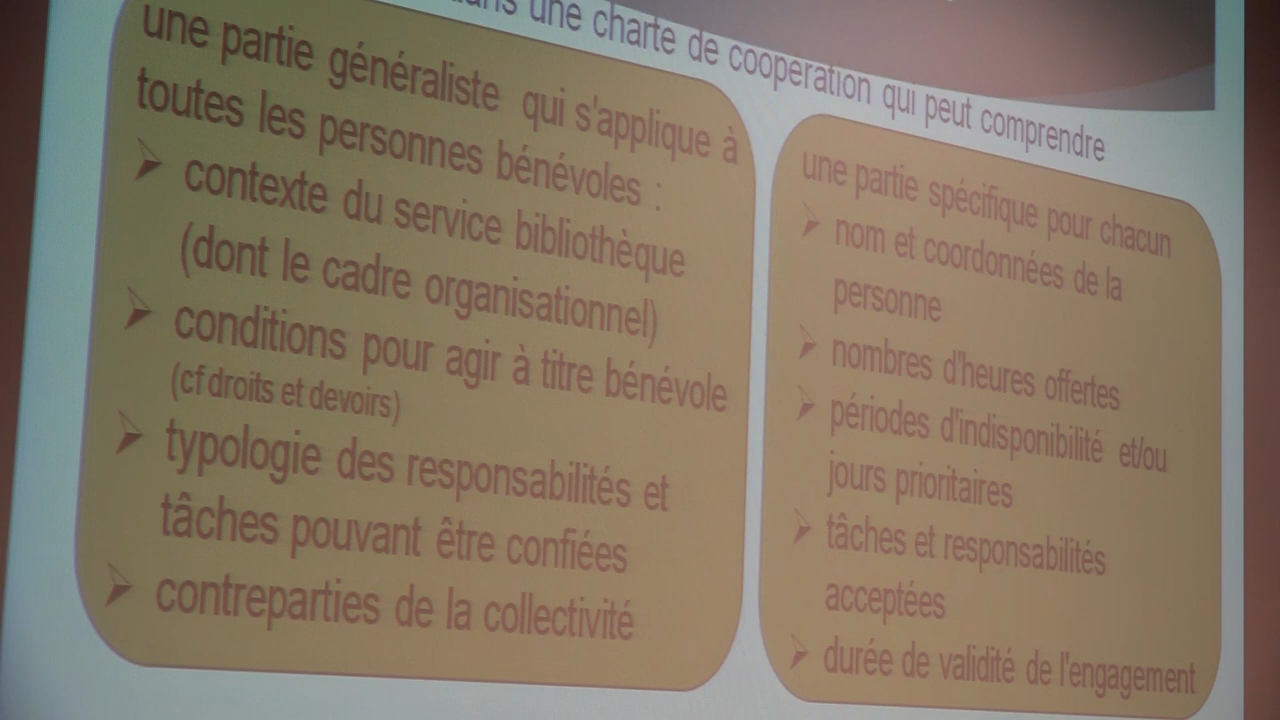 dans une charte de coopération qui peut comprendre
une partie généraliste qui s'applique à
toutes les personnes bénévoles :
contexte du service bibliothèque
(dont le cadre organisationnel)
conditions pour agir à titre bénévole
(cf droits et devoirs)
typologie des responsabilités et
tâches pouvant être confiées
contreparties de la collectivité
une partie spécifique pour chacun
nom et coordonnées de la
personne
nombres d'heures offertes
périodes d'indisponibilité et/ou
jours prioritaires
tâches et responsabilités
acceptées
durée de validité de l'engagement